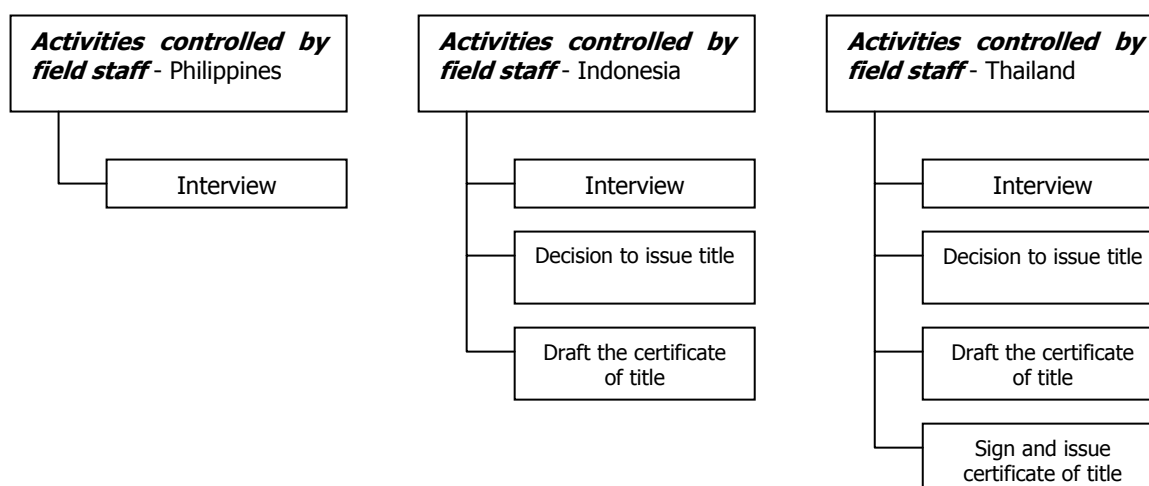 Activities controlled by
field staff - Philippines
Interview
Activities controlled by
field staff - Indonesia
Interview
Decision to issue title
Draft the certificate
of title
Activities controlled by
field staff - Thailand
Interview
Decision to issue title
Draft the certificate
of title
Sign and issue
certificate of title